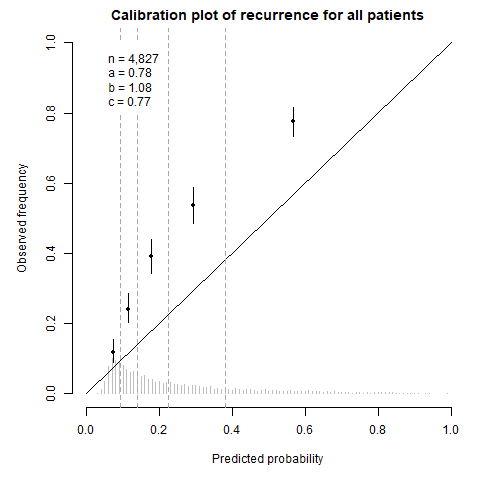 Calibration plot of recurrence for all patients
n = 4,827
a = 0.78
b = 1.08
c = 0.77
Observed frequency
1.0
0.8
0.6
0.4
0.2
0.0
0.0 0.2 0.4 0.6 0.8 1.0
Predicted probability